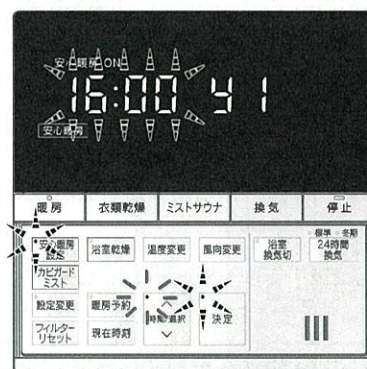 安心暖房 ON
16:00 41
安心暖房
暖房 衣類乾燥 ミストサウナ 換気 停止
標準 冬期
安心暖房設定 浴室乾燥 温度変更 風向変更 浴室換気切 24時間換気
カビガードミスト
設定変更 暖房予約 時刻/選択 決定
フィルターリセット 現在時刻